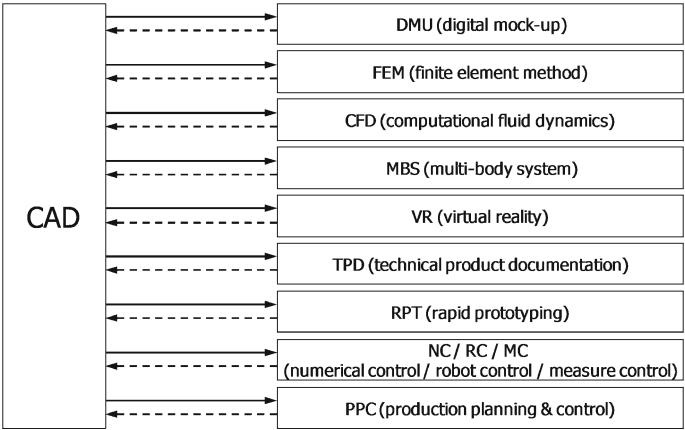 CAD
DMU (digital mock-up)
FEM (finite element method)
CFD (computational fluid dynamics)
MBS (multi-body system)
VR (virtual reality)
TPD (technical product documentation)
RPT (rapid prototyping)
NC / RC / MC
(numerical control / robot control / measure control)
PPC (production planning & control)